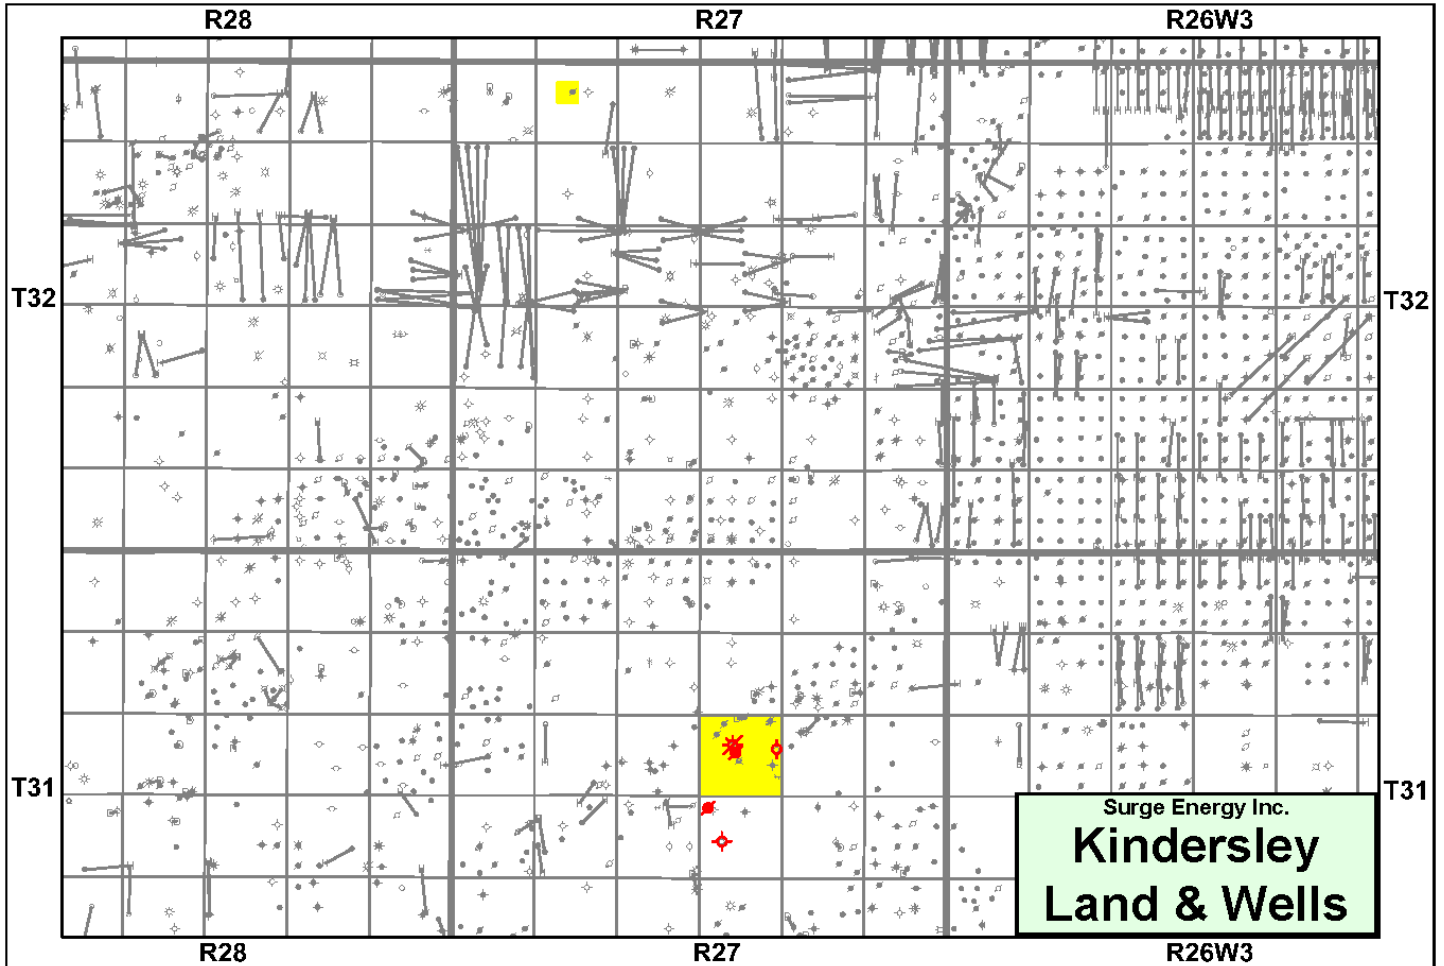 R28 R27 R26W3
T32 T32
T31 T31
Surge Energy Inc.
Kindersley
Land & Wells
R28 R27 R26W3